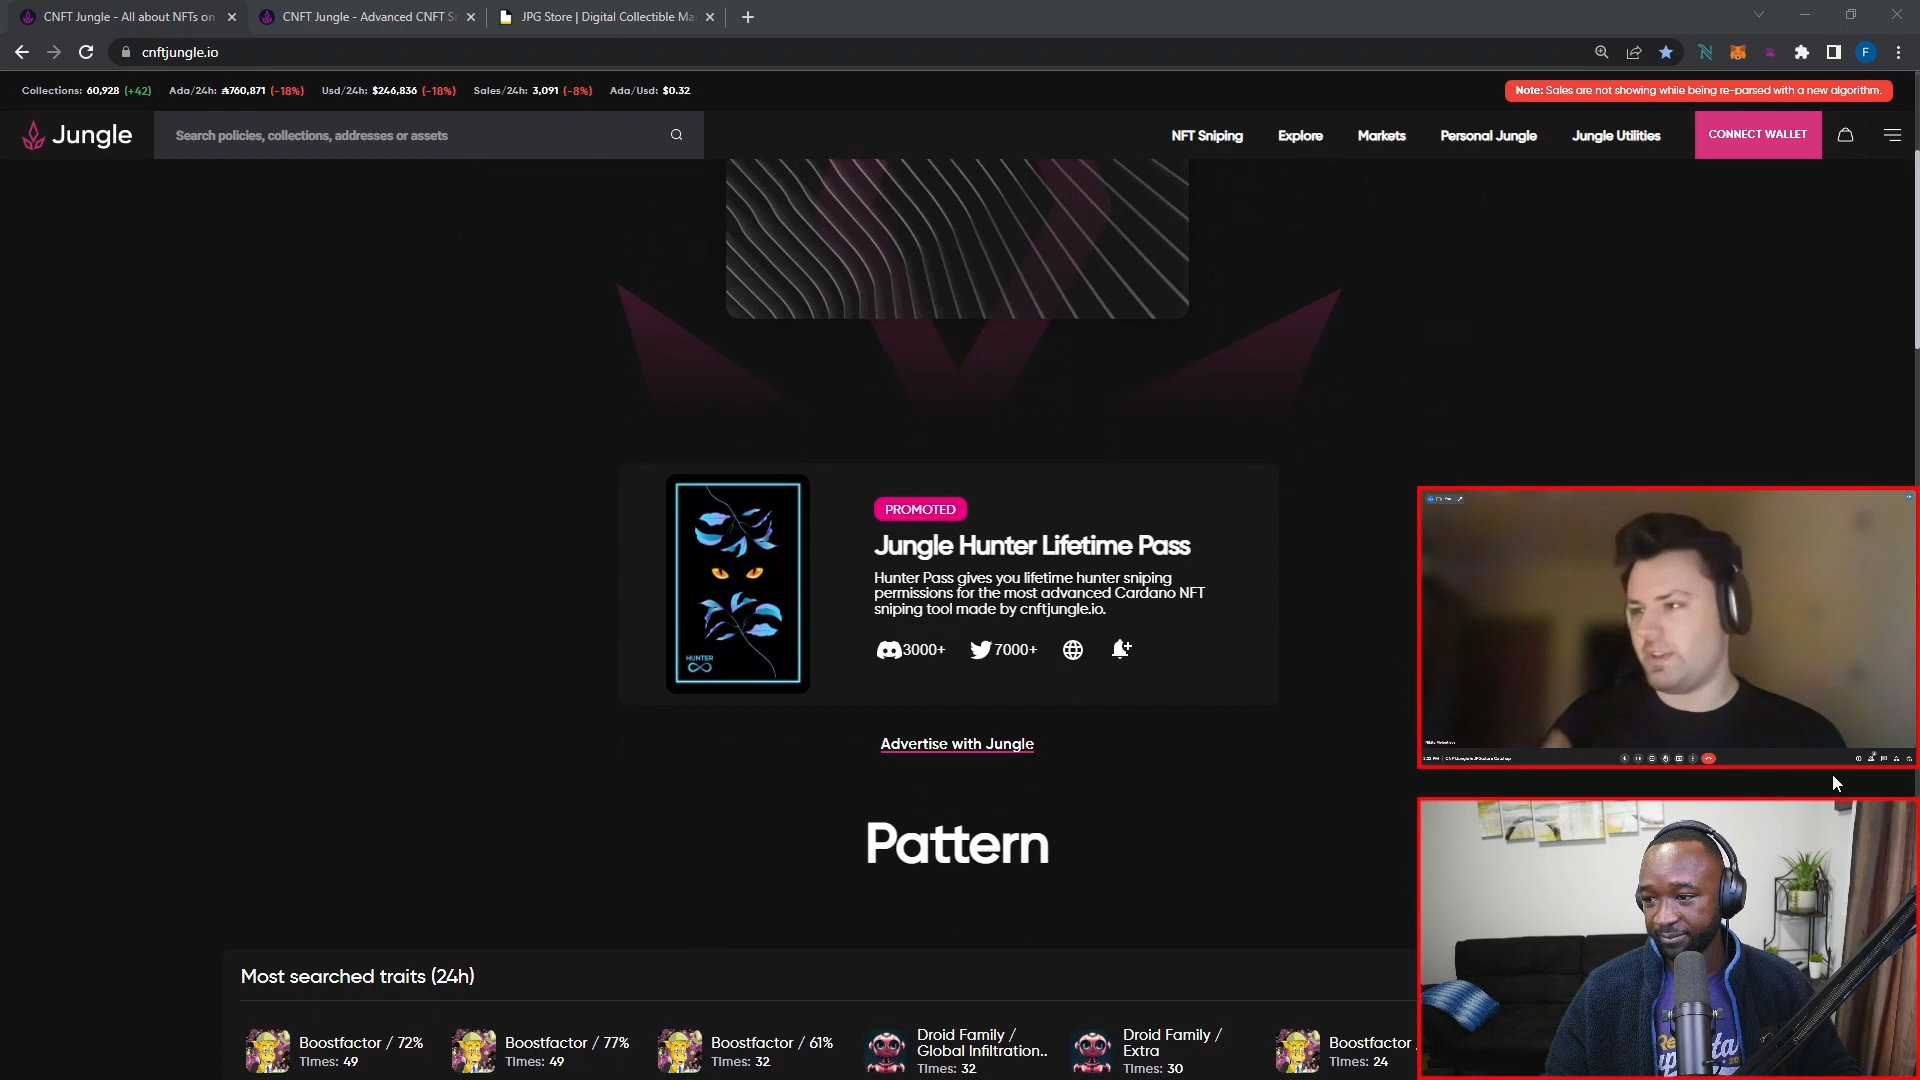 CNFT Jungle - All about NFTs on
CNFT Jungle - Advanced CNFT S
JPG Store | Digital Collectible Ma
cnftjungle.io
F
Collections: 60,928 (+42) Ada/24h: ₳760,871 (-18%) Usd/24h: $246,836 (-18%) Sales/24h: 3,091 (-8%) Ada/Usd: $0.32
Note: Sales are not showing while being re-parsed with a new algorithm.
Jungle
Search policies, collections, addresses or assets
NFT Sniping
Explore
Markets
Personal Jungle
Jungle Utilities
CONNECT WALLET
HUNTER
PROMOTED
Jungle Hunter Lifetime Pass
Hunter Pass gives you lifetime hunter sniping
permissions for the most advanced Cardano NFT
sniping tool made by cnftjungle.io.
3000+
7000+
Advertise with Jungle
Pattern
Most searched traits (24h)
Boostfactor / 72%
Times: 49
Boostfactor / 77%
Times: 49
Boostfactor / 61%
Times: 32
Droid Family /
Global Infiltration..
Times: 32
Droid Family /
Extra
Times: 30
Boostfactor
Times: 24